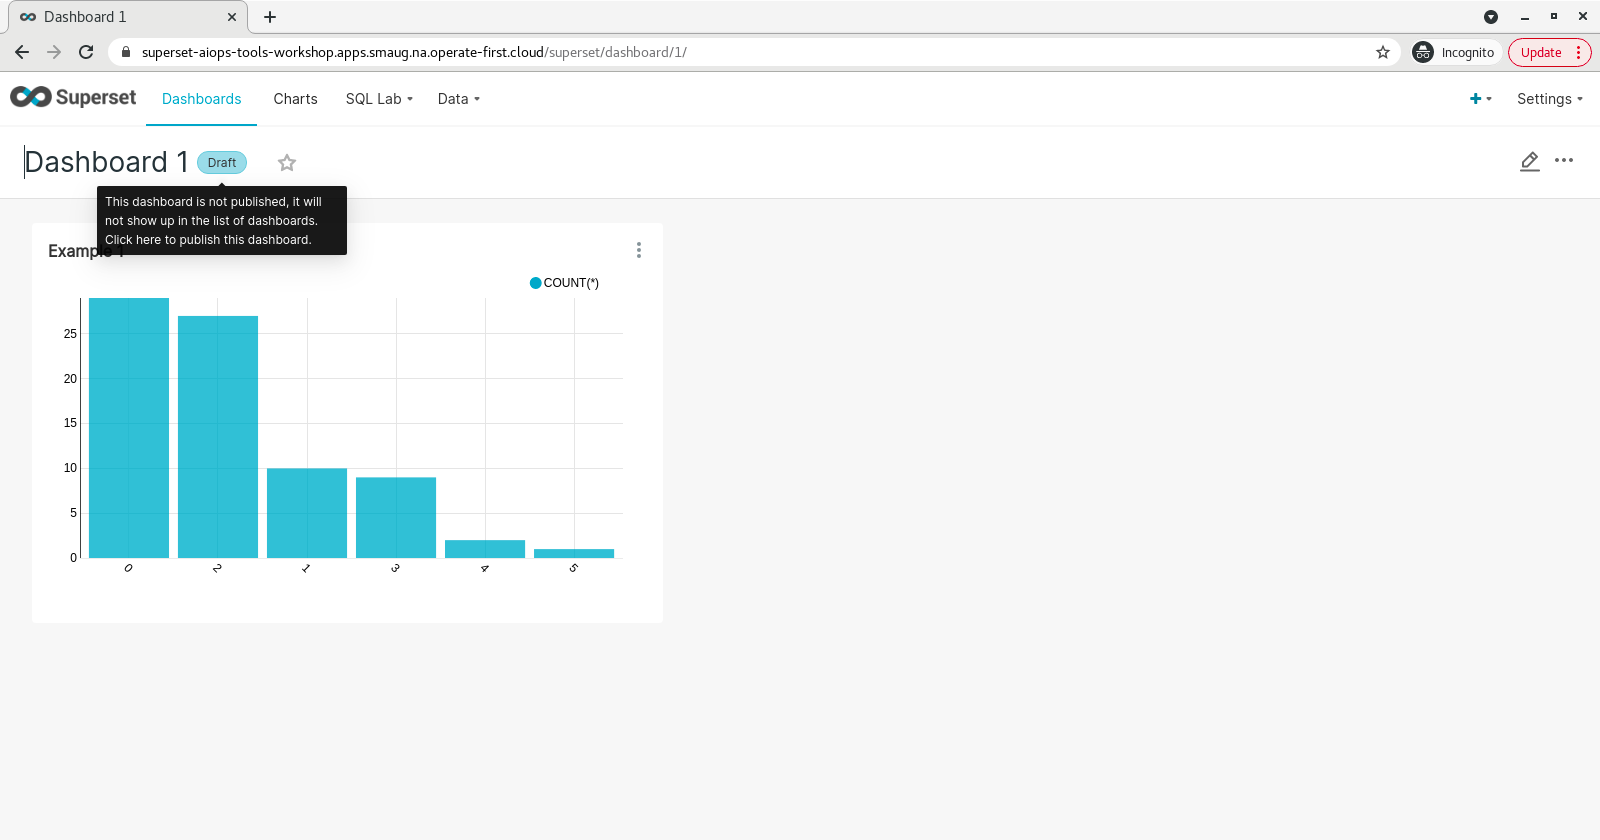 Dashboard 1
superset-aiops-tools-workshop.apps.smaug.na.operate-first.cloud/superset/dashboard/1/
Incognito
Update
Superset
Dashboards
Charts
SQL Lab
Data
Settings
Dashboard 1
Draft
This dashboard is not published, it will
not show up in the list of dashboards.
Click here to publish this dashboard.
Example 1
COUNT(*)
25
20
15
10
5
0
0
2
1
3
4
5